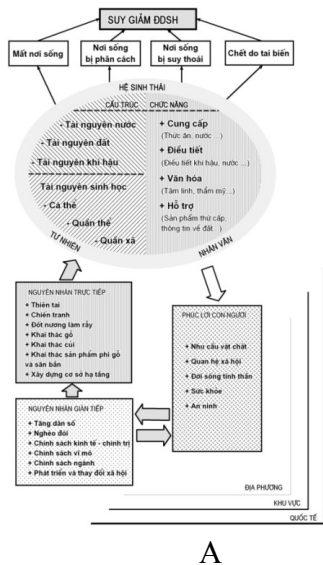 SUY GIẢM ĐDSH
Mất nơi sống
Nơi sống
bị phân cách
Nơi sống
bị suy thoái
Chết do tai biến
HỆ SINH THÁI
CẤU TRÚC
CHỨC NĂNG
- Tài nguyên nước
- Tài nguyên đất
- Tài nguyên khí hậu
Tài nguyên sinh học
- Cá thể
- Quần thể
- Quần xã
+ Cung cấp
(Thức ăn, nước ...)
+ Điều tiết
(Điều tiết khí hậu, nước ...)
+ Văn hóa
(Tâm linh, thẩm mỹ ...)
+ Hỗ trợ
(Sản phẩm thứ cấp,
thông tin về đất ...)
TỰ NHIÊN
NHÂN VĂN
NGUYÊN NHÂN TRỰC TIẾP
+ Thiên tai
+ Chiến tranh
+ Đốt nương làm rẫy
+ Khai thác gỗ
+ Khai thác củi
+ Khai thác sản phẩm phi gỗ
và săn bắn
+ Xây dựng cơ sở hạ tầng
PHÚC LỢI CON NGƯỜI
+ Nhu cầu vật chất
+ Quan hệ xã hội
+ Đời sống tinh thần
+ Sức khỏe
+ An ninh
NGUYÊN NHÂN GIÁN TIẾP
+ Tăng dân số
+ Nghèo đói
+ Chính sách kinh tế - chính trị
+ Chính sách vĩ mô
+ Chính sách ngành
+ Phát triển và thay đổi xã hội
ĐỊA PHƯƠNG
KHU VỰC
QUỐC TẾ
A